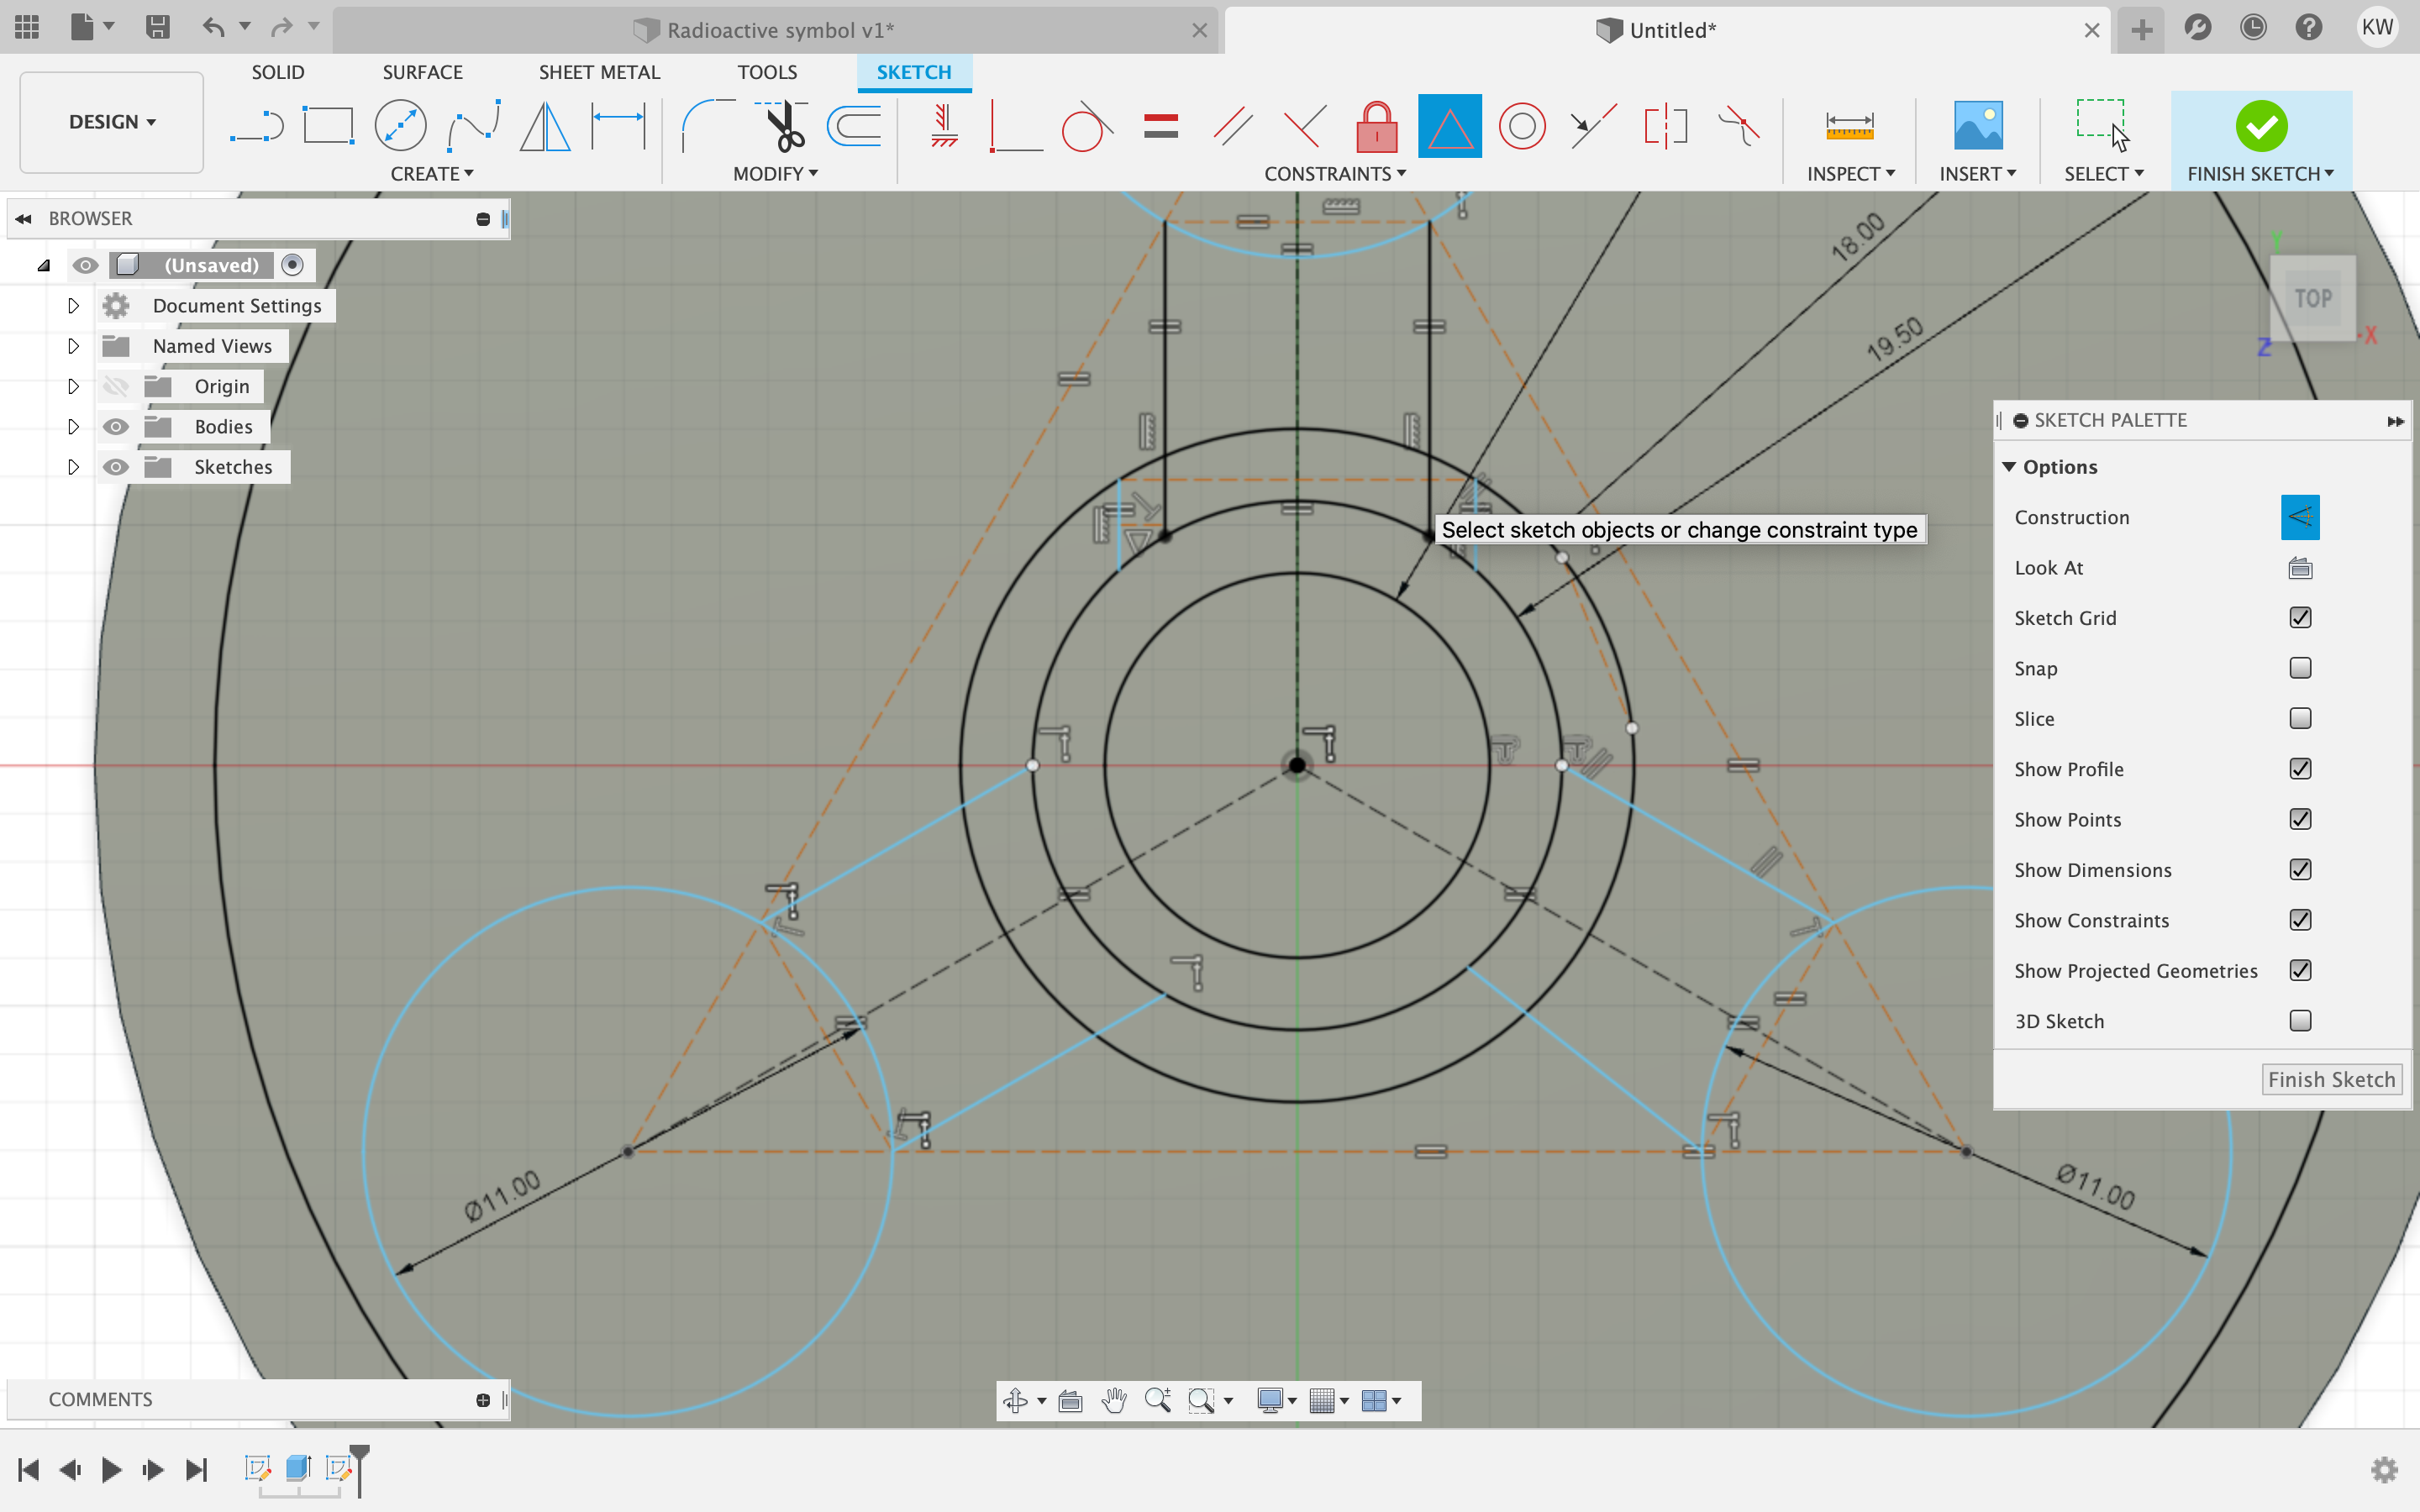 Radioactive symbol v1*
Untitled*
KW
DESIGN
SOLID
SURFACE
SHEET METAL
TOOLS
SKETCH
CREATE
MODIFY
CONSTRAINTS
INSPECT
INSERT
SELECT
FINISH SKETCH
BROWSER
(Unsaved)
Document Settings
Named Views
Origin
Bodies
Sketches
18.00
19.50
Y
TOP
X
Z
Select sketch objects or change constraint type
SKETCH PALETTE
Options
Construction
Look At
Sketch Grid
Snap
Slice
Show Profile
Show Points
Show Dimensions
Show Constraints
Show Projected Geometries
3D Sketch
Finish Sketch
Ø11.00
Ø11.00
COMMENTS